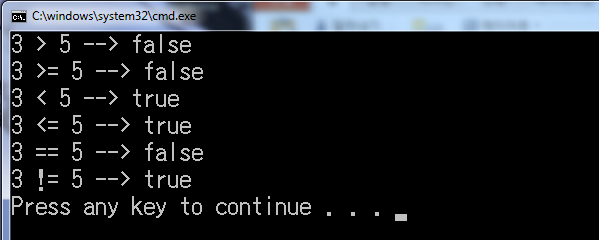 C:\windows\system32\cmd.exe
3 > 5 --> false
3 >= 5 --> false
3 < 5 --> true
3 <= 5 --> true
3 == 5 --> false
3 != 5 --> true
Press any key to continue . . .